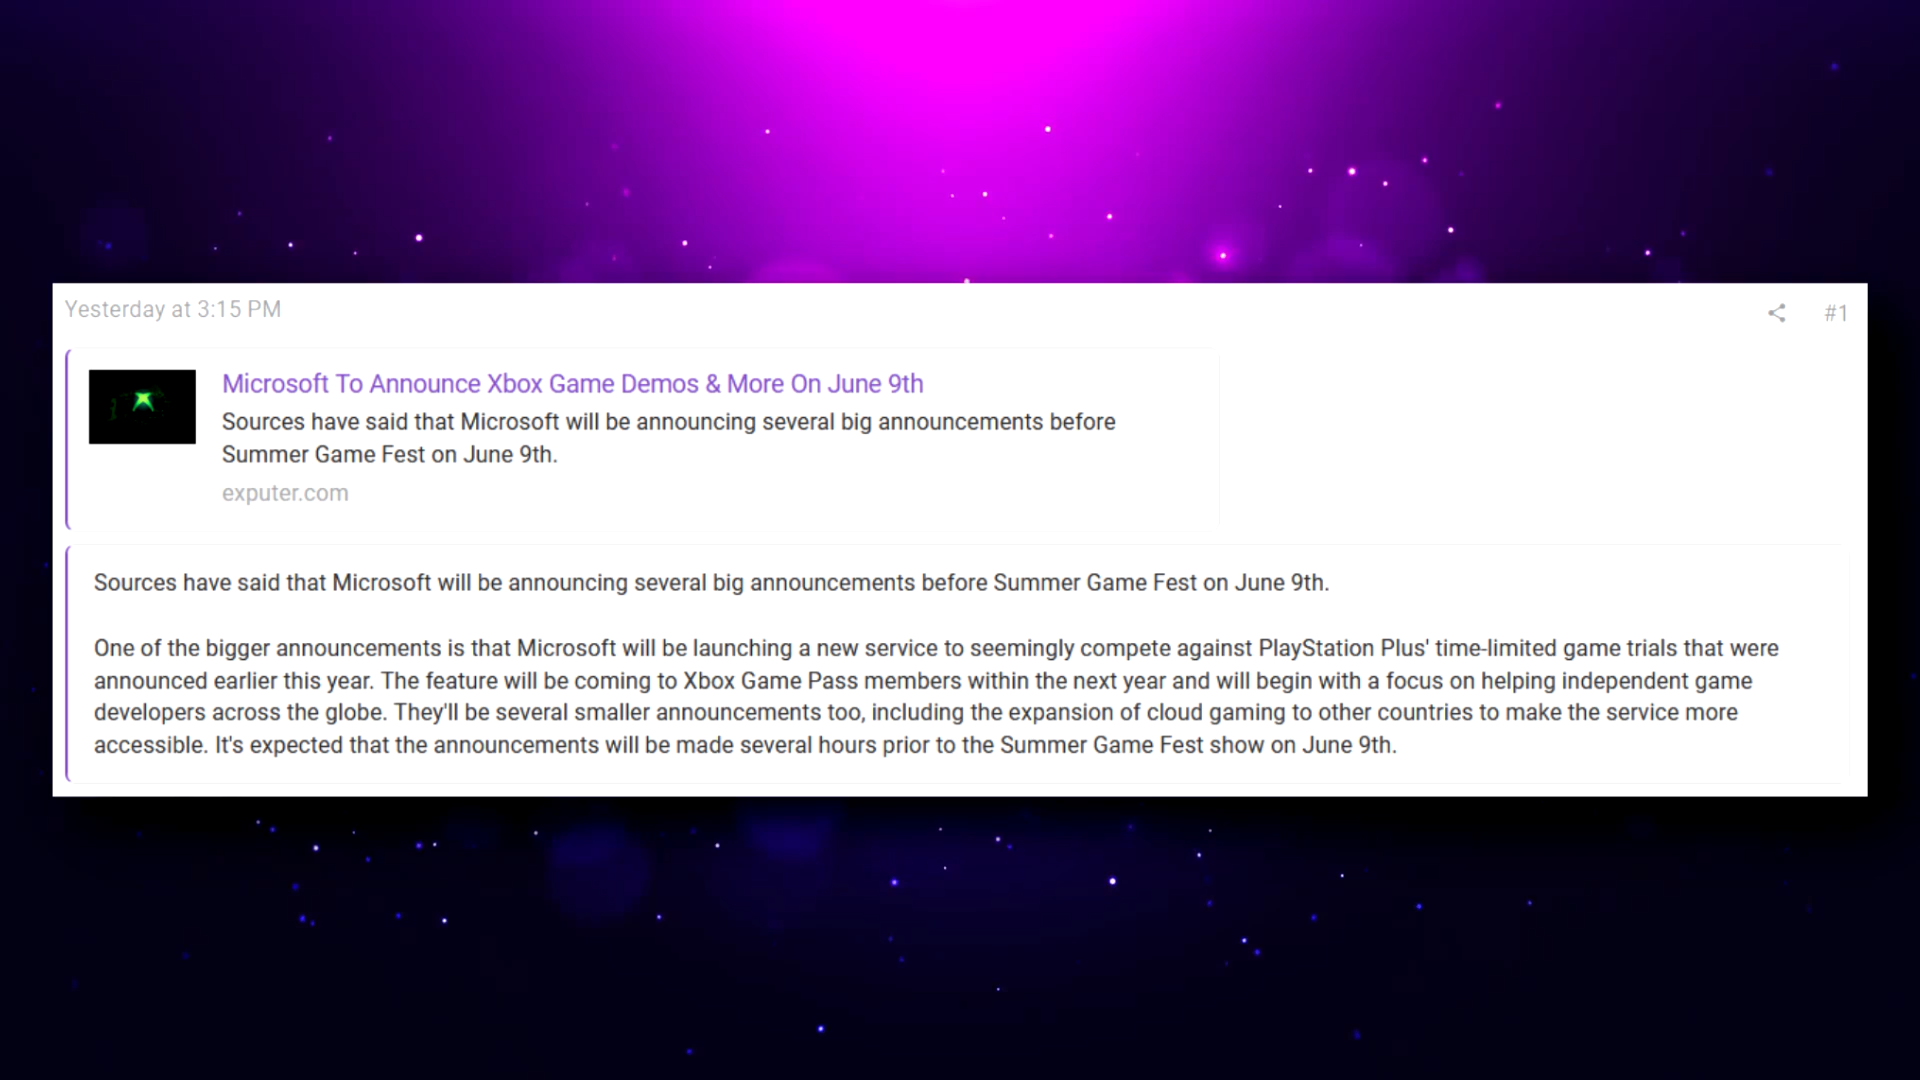 Yesterday at 3:15 PM
#1
Microsoft To Announce Xbox Game Demos & More On June 9th
Sources have said that Microsoft will be announcing several big announcements before
Summer Game Fest on June 9th.
exputer.com
Sources have said that Microsoft will be announcing several big announcements before Summer Game Fest on June 9th.
One of the bigger announcements is that Microsoft will be launching a new service to seemingly compete against PlayStation Plus' time-limited game trials that were
announced earlier this year. The feature will be coming to Xbox Game Pass members within the next year and will begin with a focus on helping independent game
developers across the globe. They'll be several smaller announcements too, including the expansion of cloud gaming to other countries to make the service more
accessible. It's expected that the announcements will be made several hours prior to the Summer Game Fest show on June 9th.